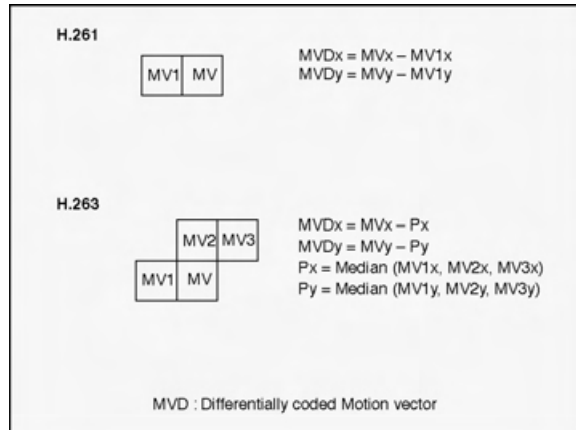 H.261
MV1 MV
MVDx = MVx – MV1x
MVDy = MVy – MV1y
H.263
MV2 MV3
MV1 MV
MVDx = MVx – Px
MVDy = MVy – Py
Px = Median (MV1x, MV2x, MV3x)
Py = Median (MV1y, MV2y, MV3y)
MVD : Differentially coded Motion vector